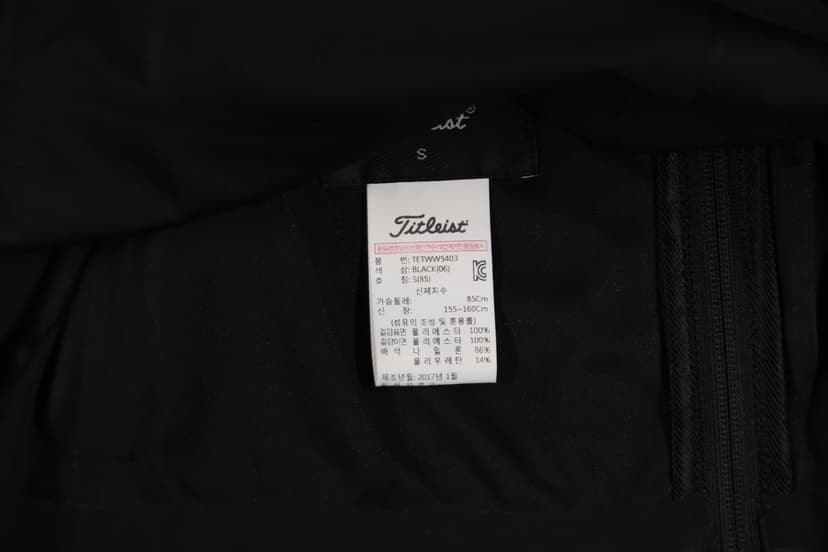 S
Titleist
품 번: TETWW5403
색 상: BLACK(06)
호 칭: S(85)
신체치수
가슴둘레: 85Cm
신 장: 155~160Cm
(섬유의 조성 및 혼용률)
겉감표면 폴리에스터 100%
겉감이면 폴리에스터 100%
배색 나일론 86%
폴리우레탄 14%
제조년월: 2017년 1월